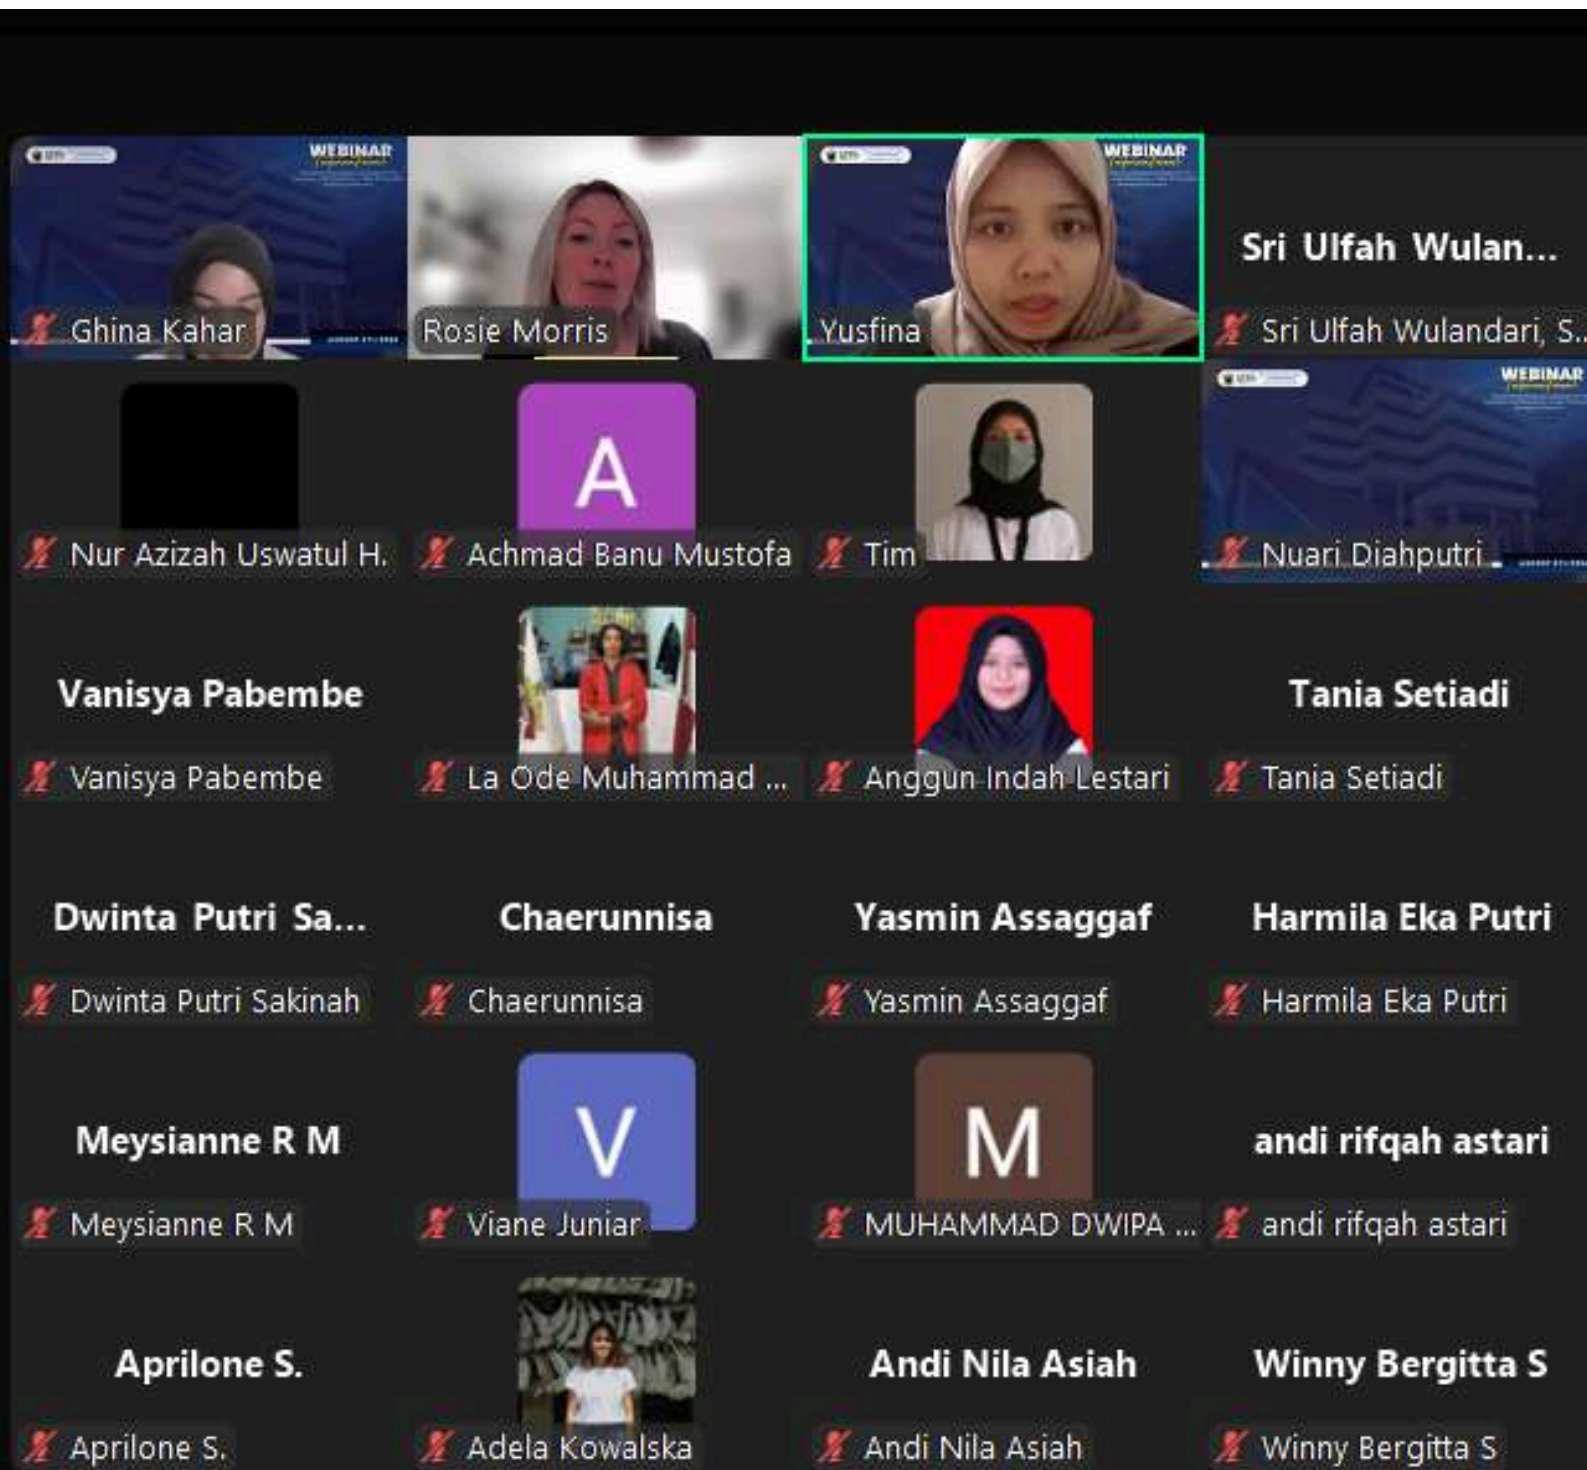 WEBINAR
WEBINAR
Ghina Kahar
Rosie Morris
Yusfina
Sri Ulfah Wulan...
Sri Ulfah Wulandari, S..
WEBINAR
Nur Azizah Uswatul H.
A
Achmad Banu Mustofa
Tim
Nuari Diahputri
Vanisya Pabembe
Vanisya Pabembe
La Ode Muhammad ...
Anggun Indah Lestari
Tania Setiadi
Tania Setiadi
Dwinta Putri Sa...
Chaerunnisa
Yasmin Assaggaf
Harmila Eka Putri
Dwinta Putri Sakinah
Chaerunnisa
Yasmin Assaggaf
Harmila Eka Putri
Meysianne R M
V
M
andi rifqah astari
Meysianne R M
Viane Juniar
MUHAMMAD DWIPA ...
andi rifqah astari
Aprilone S.
Andi Nila Asiah
Winny Bergitta S
Aprilone S.
Adela Kowalska
Andi Nila Asiah
Winny Bergitta S